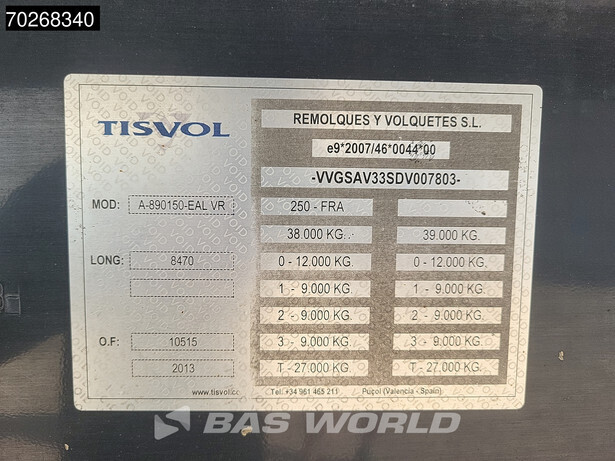 70268340
TISVOL
REMOLQUES Y VOLQUETES S.L.
e9*2007/46*0044*00
-VVGSAV33SDV007803-
MOD: A-890150-EAL VR 250 - FRA
38.000 KG. 39.000 KG.
LONG: 8470 0 - 12.000 KG. 0 - 12.000 KG.
1 - 9.000 KG. 1 - 9.000 KG.
2 - 9.000 KG. 2 - 9.000 KG.
O.F: 10515 3 - 9.000 KG. 3 - 9.000 KG.
2013 T - 27.000 KG. T - 27.000 KG.
www.tisvol.cc Tel: +34 961 465 211 Puçol (Valencia - Spain)
BAS WORLD